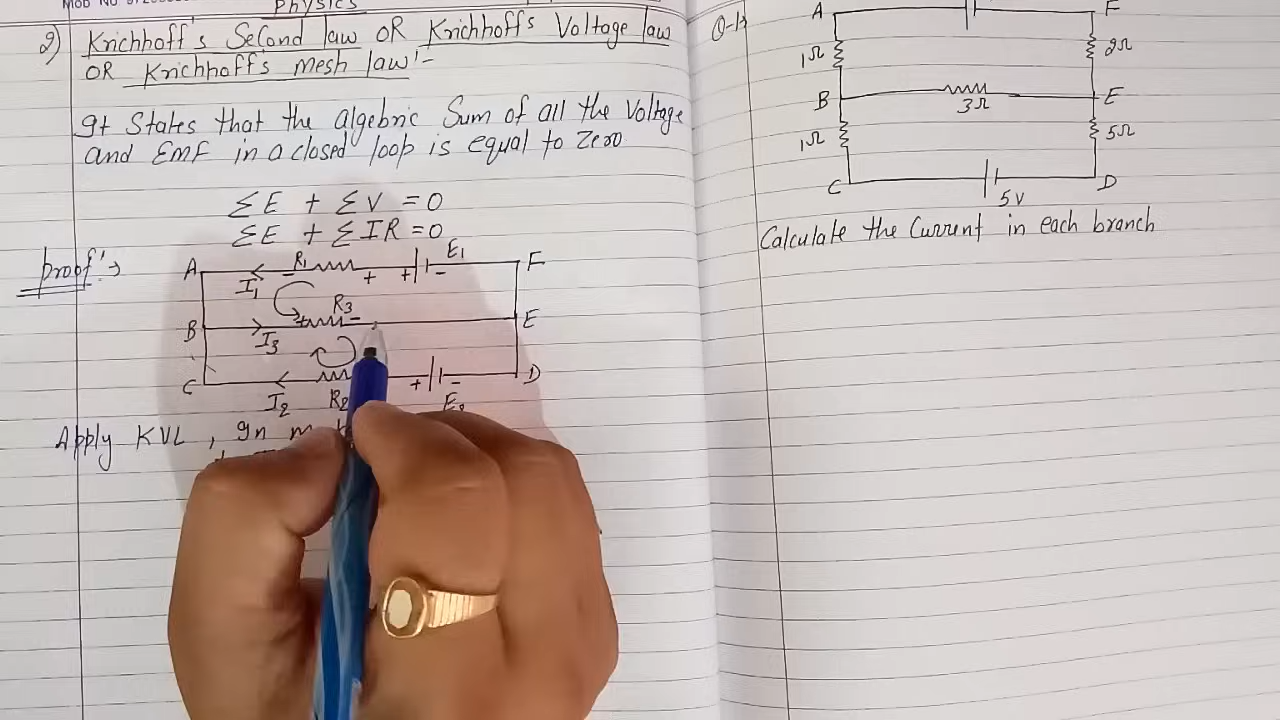 Physics
2) Krichhoff's Second law OR Krichhoff's Voltage law
OR Krichhoff's mesh law :-
It States that the algebric Sum of all the Voltage
and EMF in a closed loop is equal to Zero
ΣE + ΣV = 0
ΣE + ΣIR = 0
proof :→
A R1 E1 F
I1 - + + -
R3
B + - E
I3
C + - D
I2 R2 E2
Apply KVL, In
Q-1)
A F
1Ω 2Ω
B 3Ω E
1Ω 5Ω
C 5V D
Calculate the Current in each branch